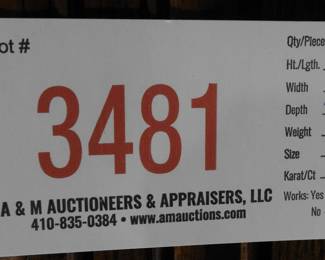 ot #
3481
A & M AUCTIONEERS & APPRAISERS, LLC
410-835-0384 • www.amauctions.com
Qty/Piece
Ht./Lgth.
Width
Depth
Weight
Size
Karat/Ct
Works: Yes
No